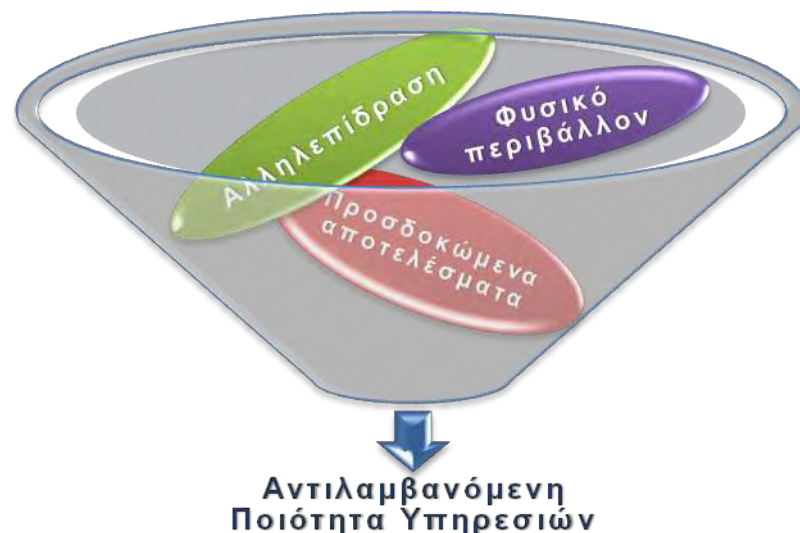 Αλληλεπίδραση
Φυσικό
περιβάλλον
Προσδοκώμενα
αποτελέσματα
Αντιλαμβανόμενη
Ποιότητα Υπηρεσιών